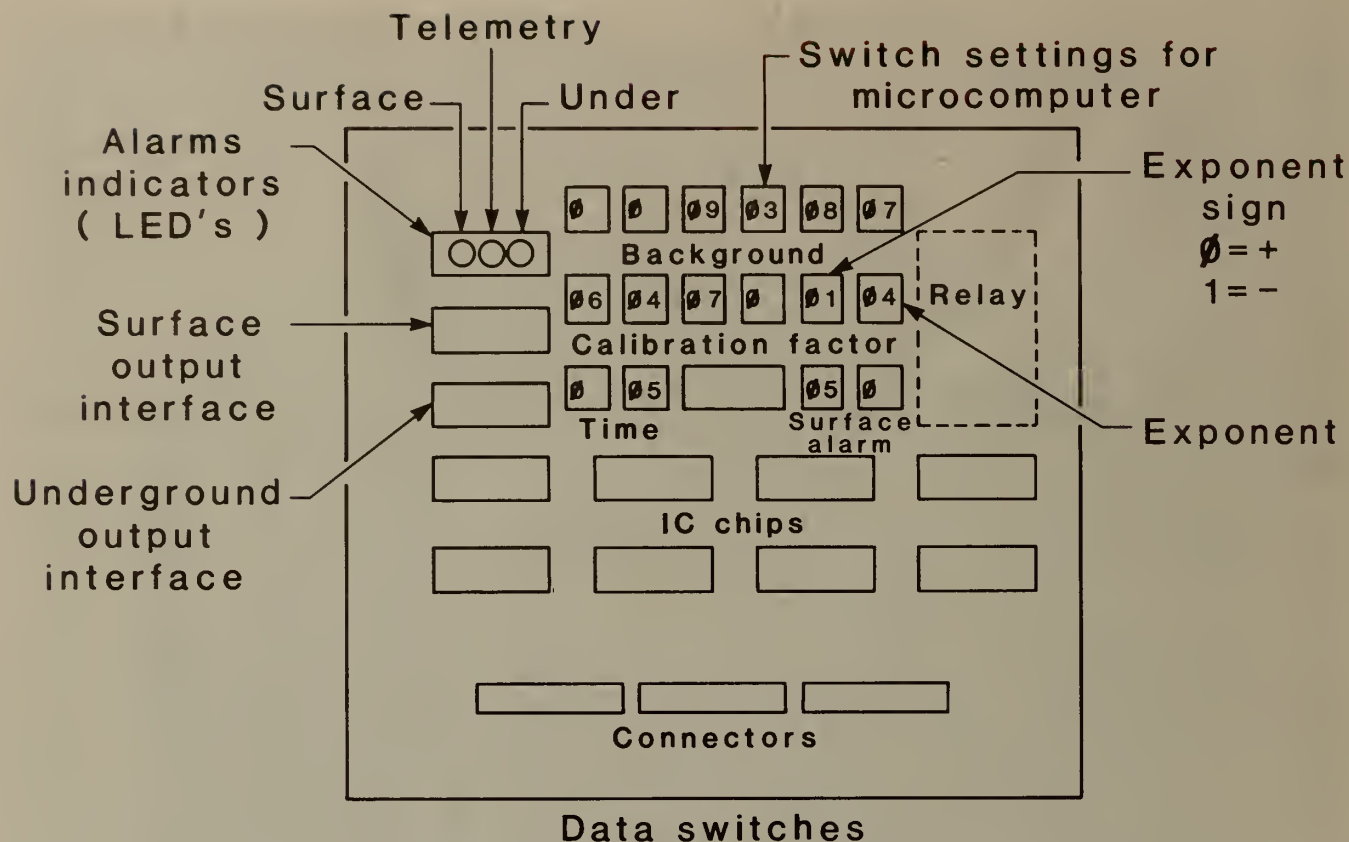 Telemetry
Surface
Under
Switch settings for
microcomputer
Alarms
indicators
( LED's )
Exponent
sign
Ø = +
1 = –
Ø Ø Ø9 Ø3 Ø8 Ø7
Background
Ø6 Ø4 Ø7 Ø Ø1 Ø4
Relay
Calibration factor
Surface
output
interface
Ø Ø5 Ø5 Ø
Time
Surface
alarm
Exponent
Underground
output
interface
IC chips
Connectors
Data switches